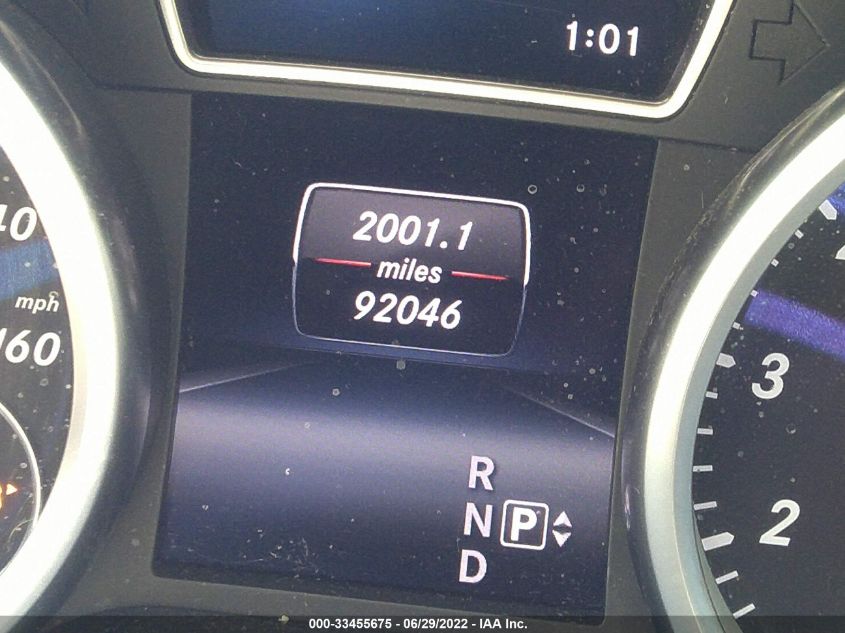 1:01
2001.1
miles
92046
40
mph
160
3
2
R
N P
D
000-33455675 - 06/29/2022 - IAA Inc.